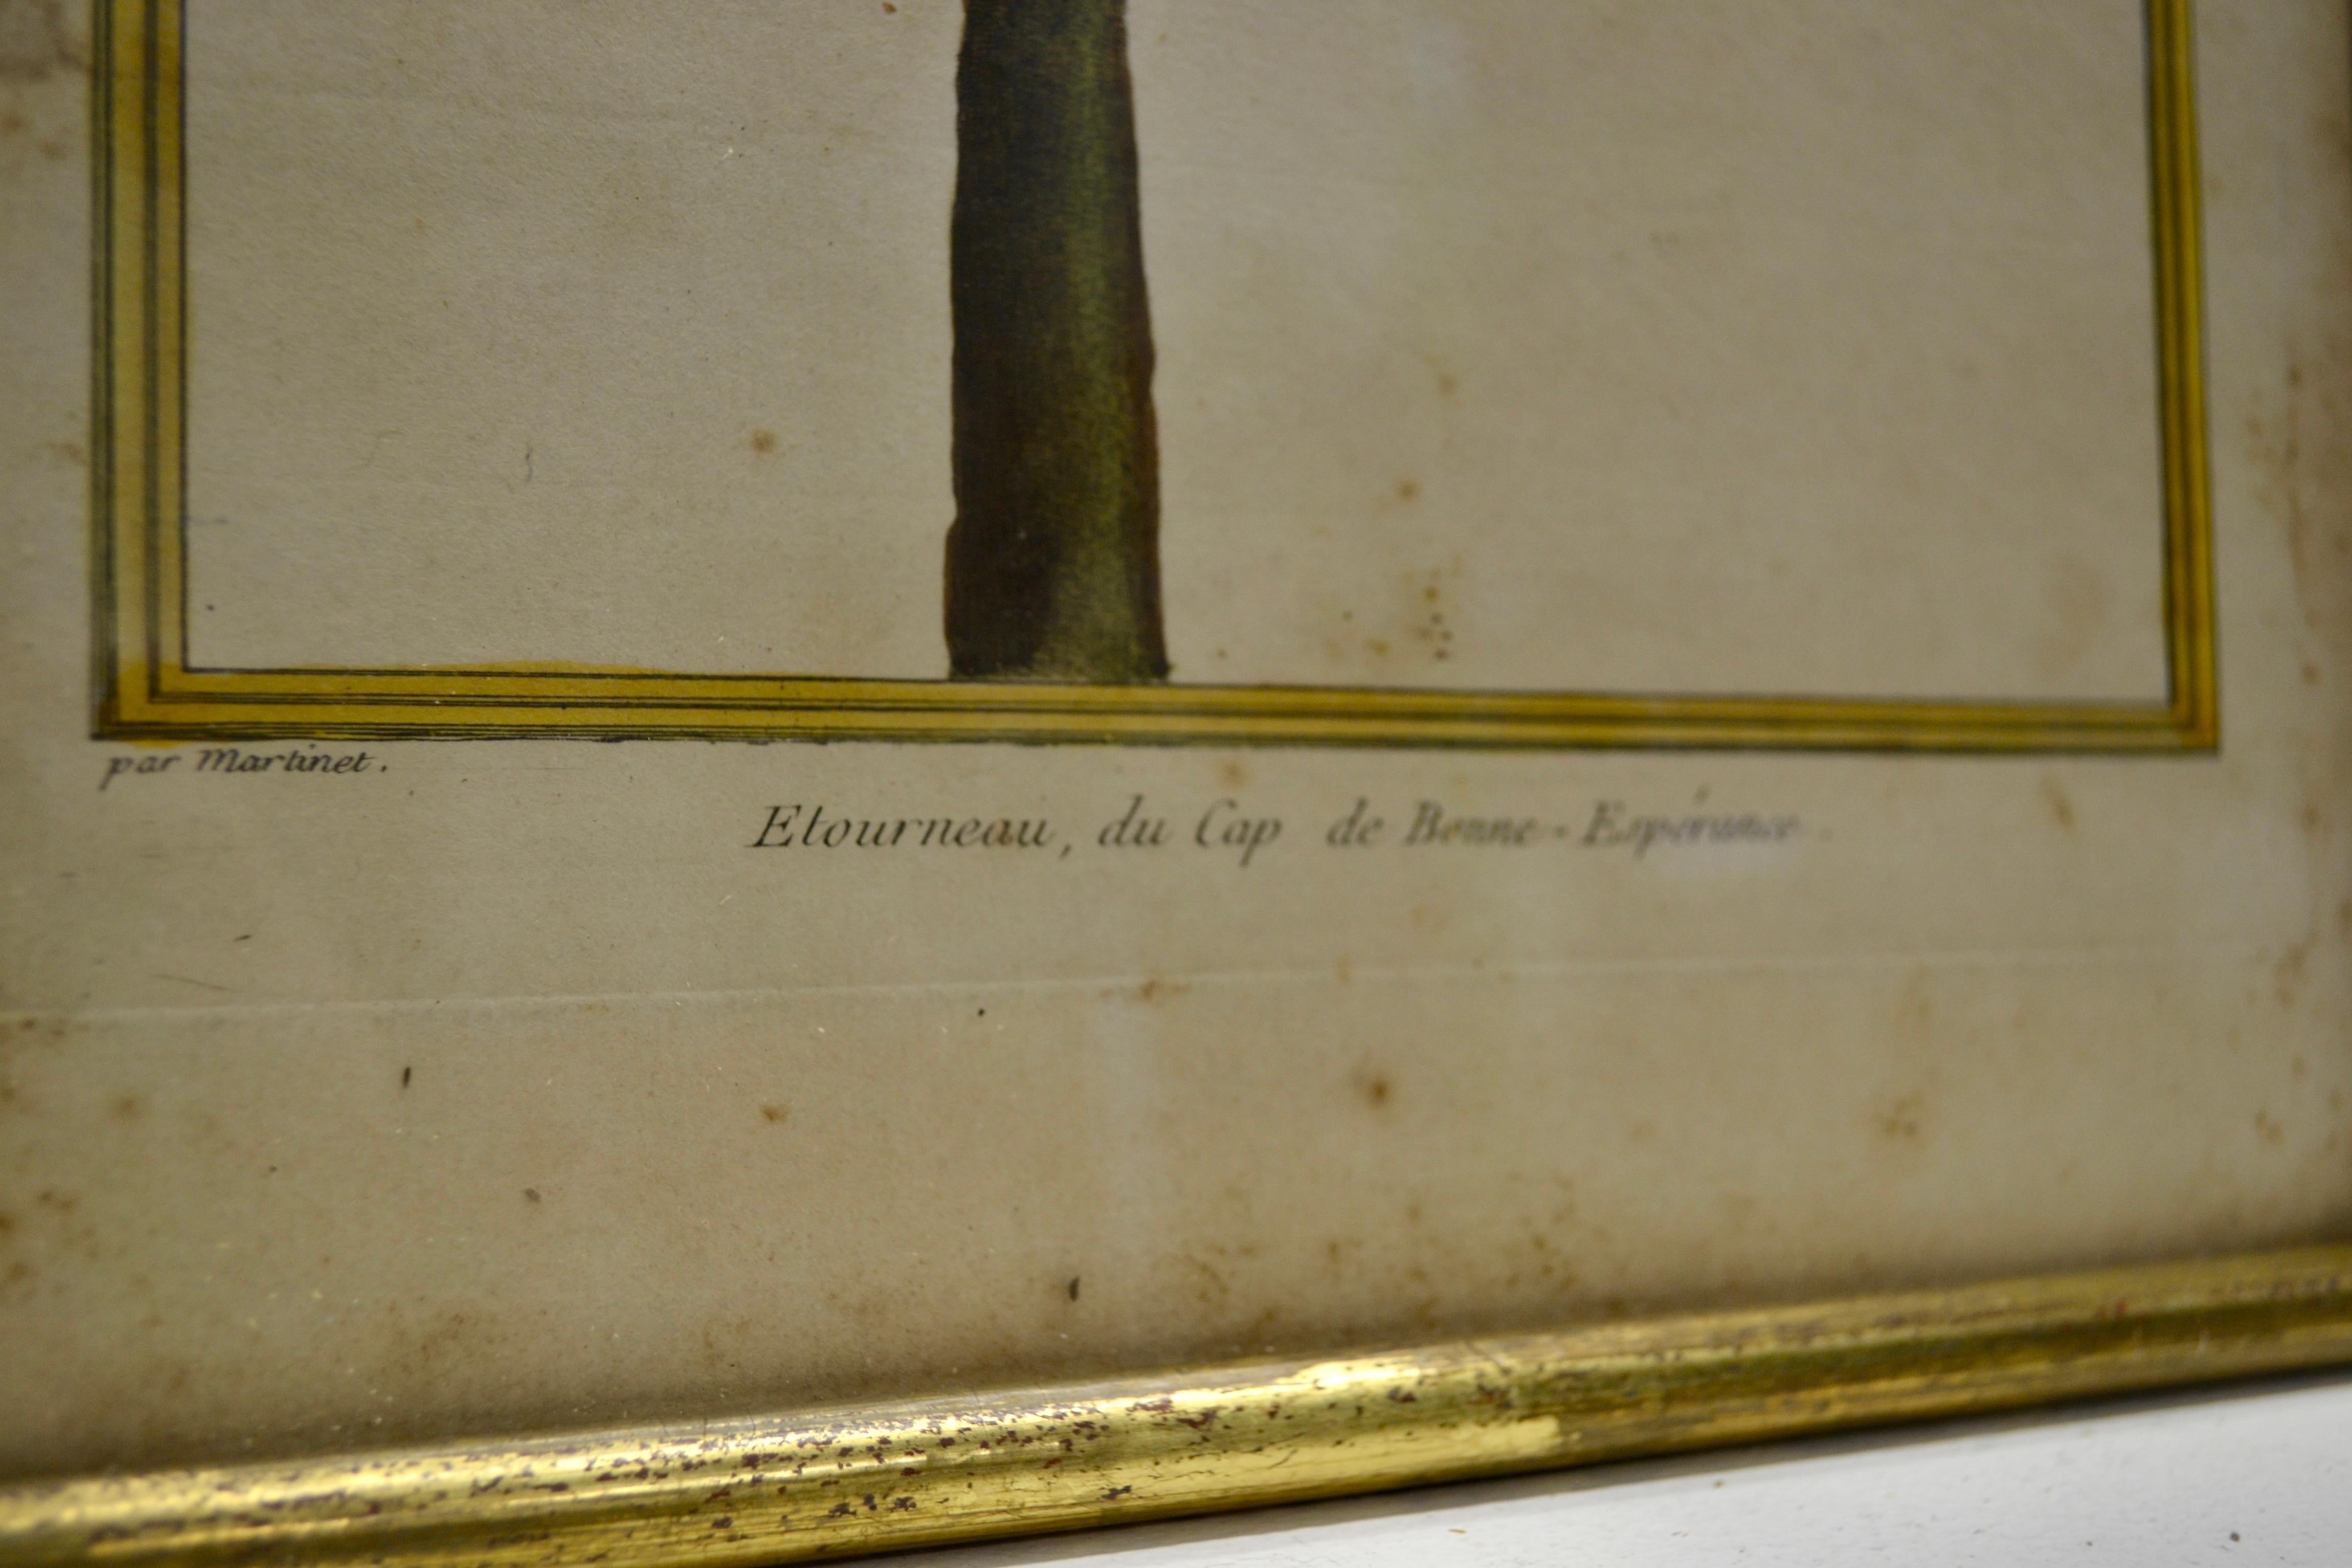 par Martinet.
Etourneau, du Cap de Bonne-Espérance